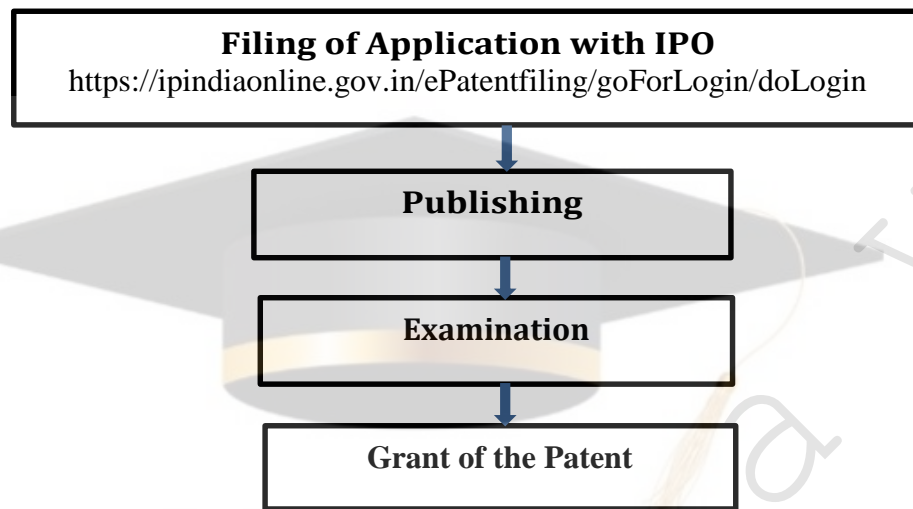 Filing of Application with IPO
https://ipindiaonline.gov.in/ePatentfiling/goForLogin/doLogin
Publishing
Examination
Grant of the Patent